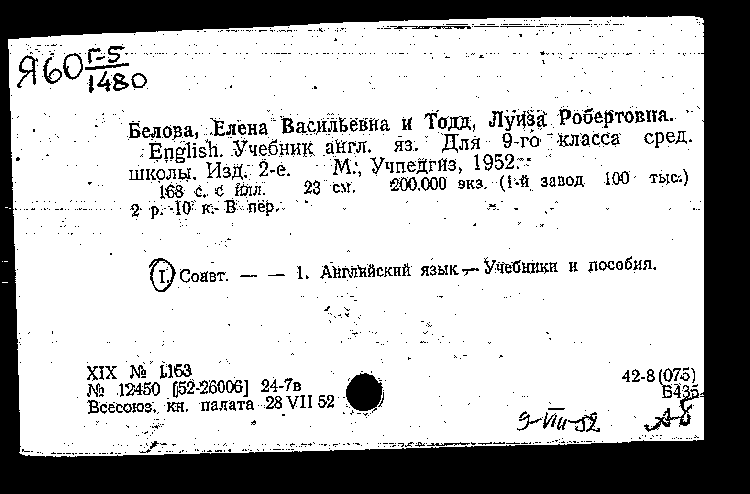 Я60 Г-5
1480
Белова, Елена Васильевна и Тодд, Луиза Робертовна.
English. Учебник англ. яз. Для 9-го класса сред.
школы. Изд. 2-е. М., Учпедгиз, 1952.
168 с. с илл. 23 см. 200.000 экз. (1-й завод 100 тыс.)
2 р. 10 к. В пер.
I. Соавт. — — 1. Английский язык — Учебники и пособия.
XIX № 1163
№ 12450 [52-26006] 24-7в
Всесоюз. кн. палата 28 VII 52
42-8(075)
Б435
9-VIII-52